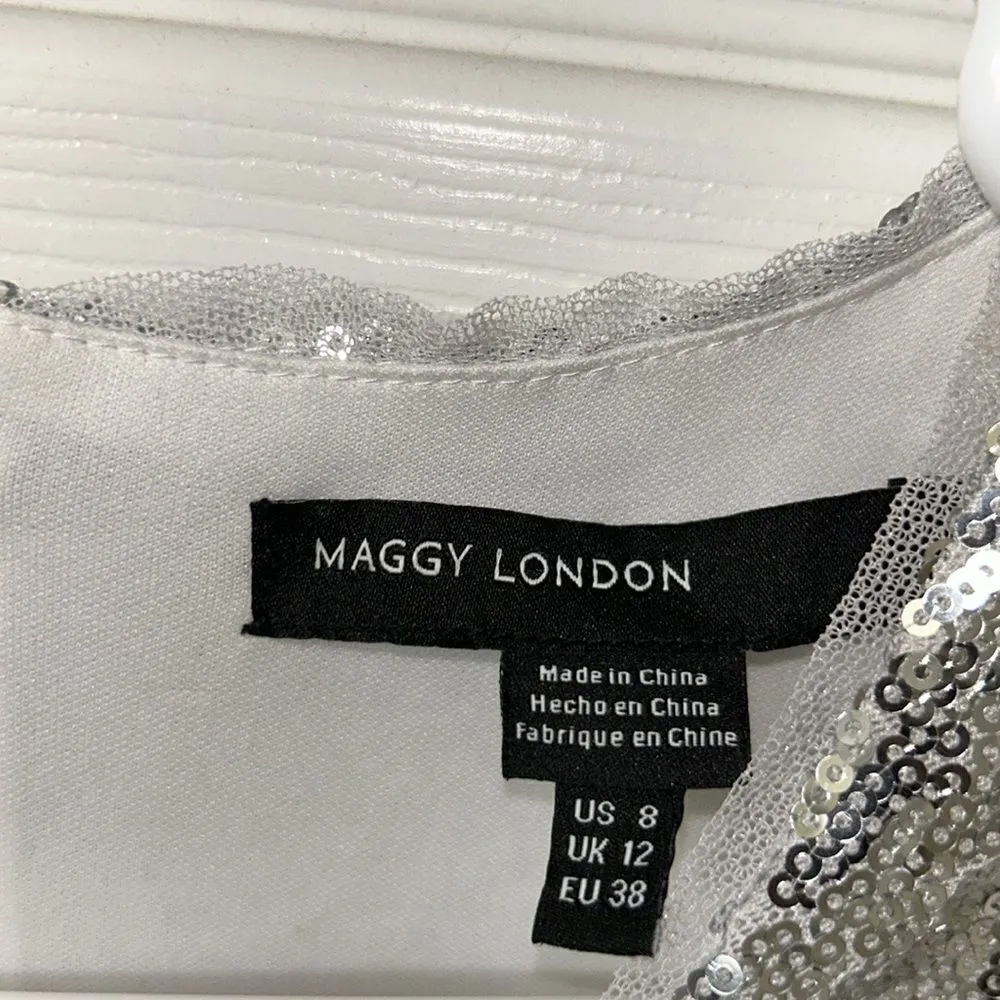 MAGGY LONDON
Made in China
Hecho en China
Fabrique en Chine
US 8
UK 12
EU 38